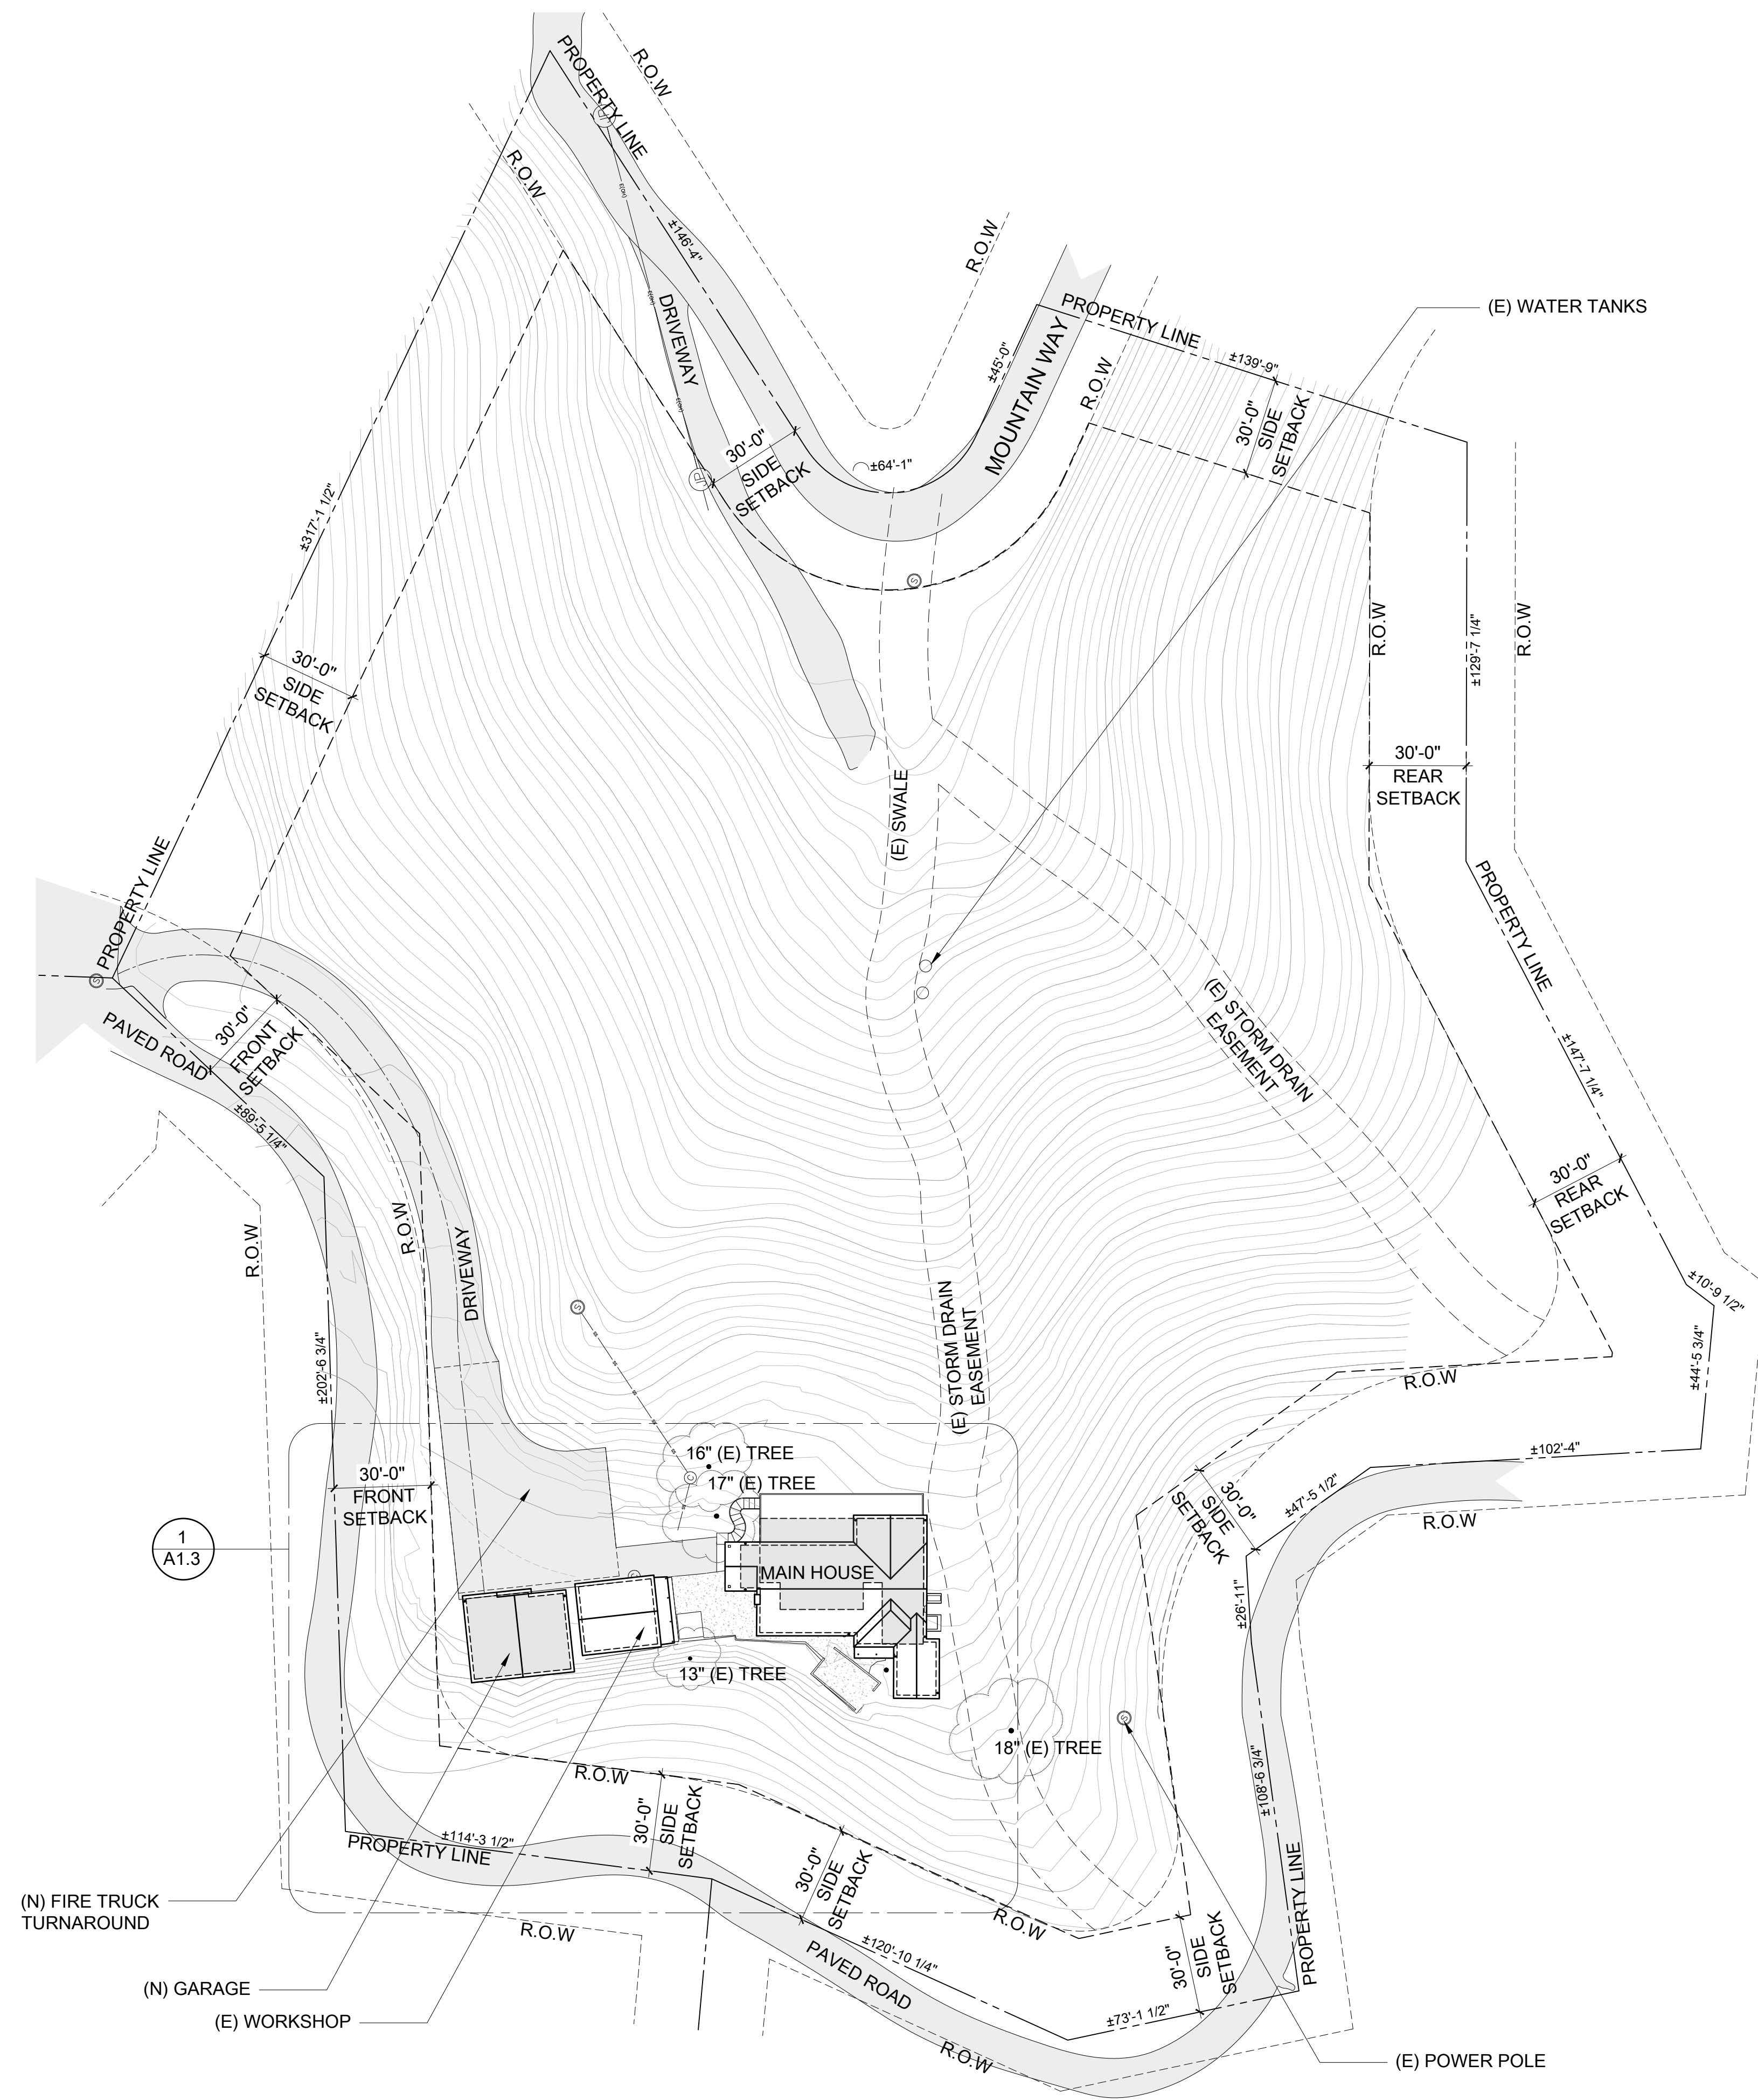 PROPERTY LINE
R.O.W
JP
R.O.W
E(OH)
±146'-4"
R.O.W
DRIVEWAY
E(OH)
E(OH)
PROPERTY LINE
(E) WATER TANKS
MOUNTAIN WAY
±45'-0"
±139'-9"
R.O.W
30'-0"
SIDE
SETBACK
30'-0"
SIDE
SETBACK
JP
±64'-1"
±317'-1 1/2"
S
R.O.W
±129'-7 1/4"
R.O.W
30'-0"
SIDE
SETBACK
30'-0"
REAR
SETBACK
(E) SWALE
PROPERTY LINE
PROPERTY LINE
S
30'-0"
FRONT
SETBACK
PAVED ROAD
(E) STORM DRAIN
EASEMENT
±147'-7 1/4"
±89'-5 1/4"
30'-0"
REAR
SETBACK
R.O.W
R.O.W
DRIVEWAY
S
±10'-9 1/2"
(E) STORM DRAIN
EASEMENT
±202'-6 3/4"
±44'-5 3/4"
R.O.W
±102'-4"
16" (E) TREE
17" (E) TREE
C
30'-0"
FRONT
SETBACK
30'-0"
SIDE
SETBACK
±47'-5 1/2"
R.O.W
1
A1.3
MAIN HOUSE
±26'-11"
13" (E) TREE
S
18" (E) TREE
R.O.W
30'-0"
SIDE
SETBACK
±108'-6 3/4"
±114'-3 1/2"
PROPERTY LINE
30'-0"
SIDE
SETBACK
PROPERTY LINE
(N) FIRE TRUCK
TURNAROUND
R.O.W
R.O.W
±120'-10 1/4"
PAVED ROAD
30'-0"
SIDE
SETBACK
(N) GARAGE
(E) WORKSHOP
±73'-1 1/2"
R.O.W
(E) POWER POLE